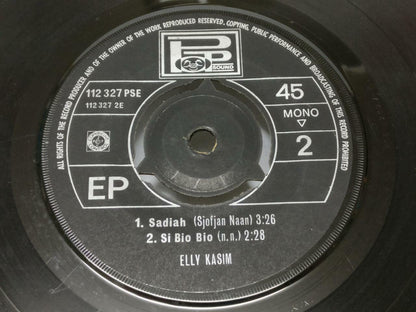 ALL RIGHTS OF THE RECORD PRODUCER AND OF THE OWNER OF THE WORK REPRODUCED RESERVED. COPYING, PUBLIC PERFORMANCE AND BROADCASTING OF THIS RECORD PROHIBITED
POP
SOUND
112 327 PSE
112 327 2E
45
MONO
2
EP
1. Sadiah (Sjofjan Naan) 3:26
2. Si Bio Bio (n.n.) 2:28
ELLY KASIM